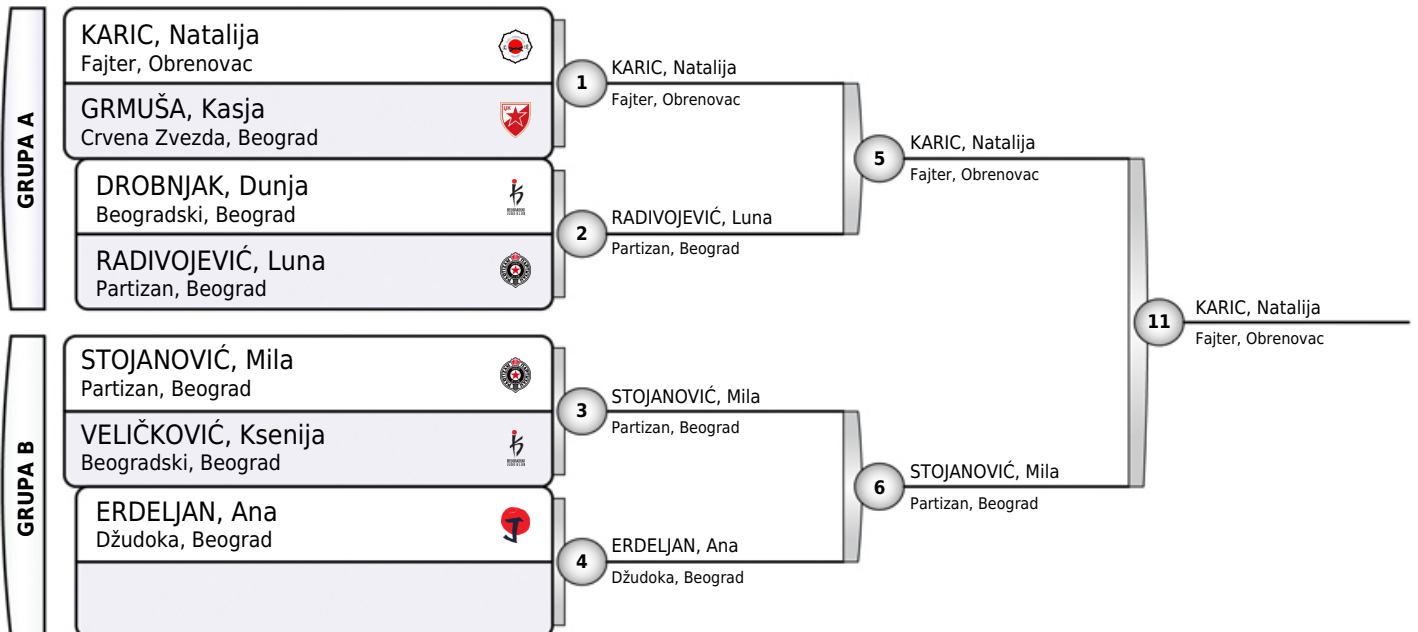 GRUPA A
KARIC, Natalija
Fajter, Obrenovac
GRMUŠA, Kasja
Crvena Zvezda, Beograd
DROBNJAK, Dunja
Beogradski, Beograd
RADIVOJEVIĆ, Luna
Partizan, Beograd
1
KARIC, Natalija
Fajter, Obrenovac
2
RADIVOJEVIĆ, Luna
Partizan, Beograd
5
KARIC, Natalija
Fajter, Obrenovac
GRUPA B
STOJANOVIĆ, Mila
Partizan, Beograd
VELIČKOVIĆ, Ksenija
Beogradski, Beograd
ERDELJAN, Ana
Džudoka, Beograd
3
STOJANOVIĆ, Mila
Partizan, Beograd
4
ERDELJAN, Ana
Džudoka, Beograd
6
STOJANOVIĆ, Mila
Partizan, Beograd
11
KARIC, Natalija
Fajter, Obrenovac